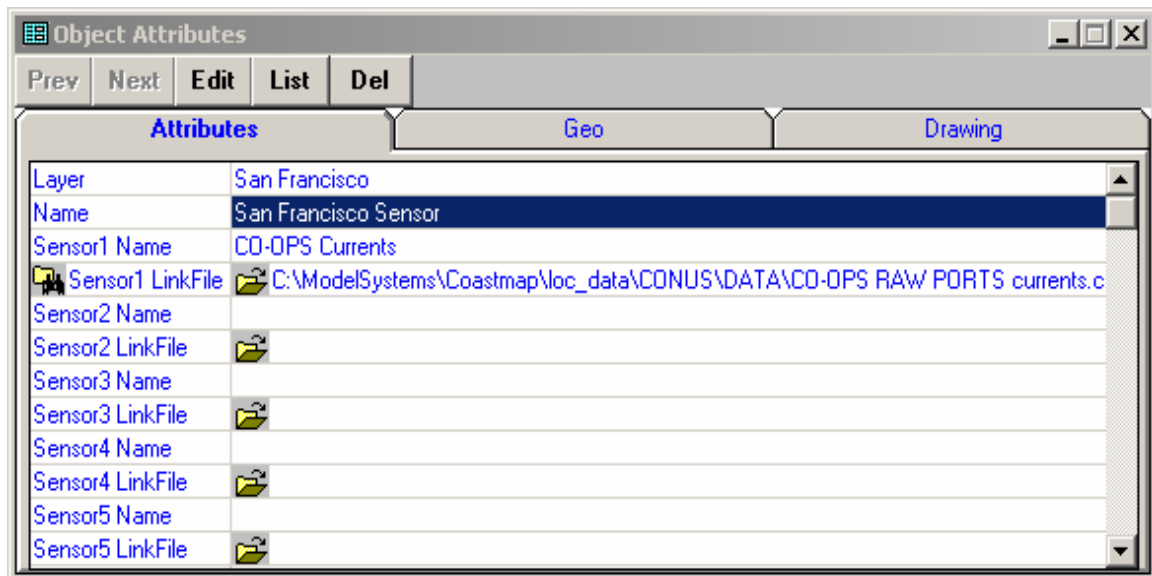 Object Attributes
Prev Next Edit List Del
Attributes Geo Drawing
Layer San Francisco
Name San Francisco Sensor
Sensor1 Name CO-OPS Currents
Sensor1 LinkFile C:\ModelSystems\Coastmap\loc_data\CONUS\DATA\CO-OPS RAW PORTS currents.c
Sensor2 Name
Sensor2 LinkFile
Sensor3 Name
Sensor3 LinkFile
Sensor4 Name
Sensor4 LinkFile
Sensor5 Name
Sensor5 LinkFile